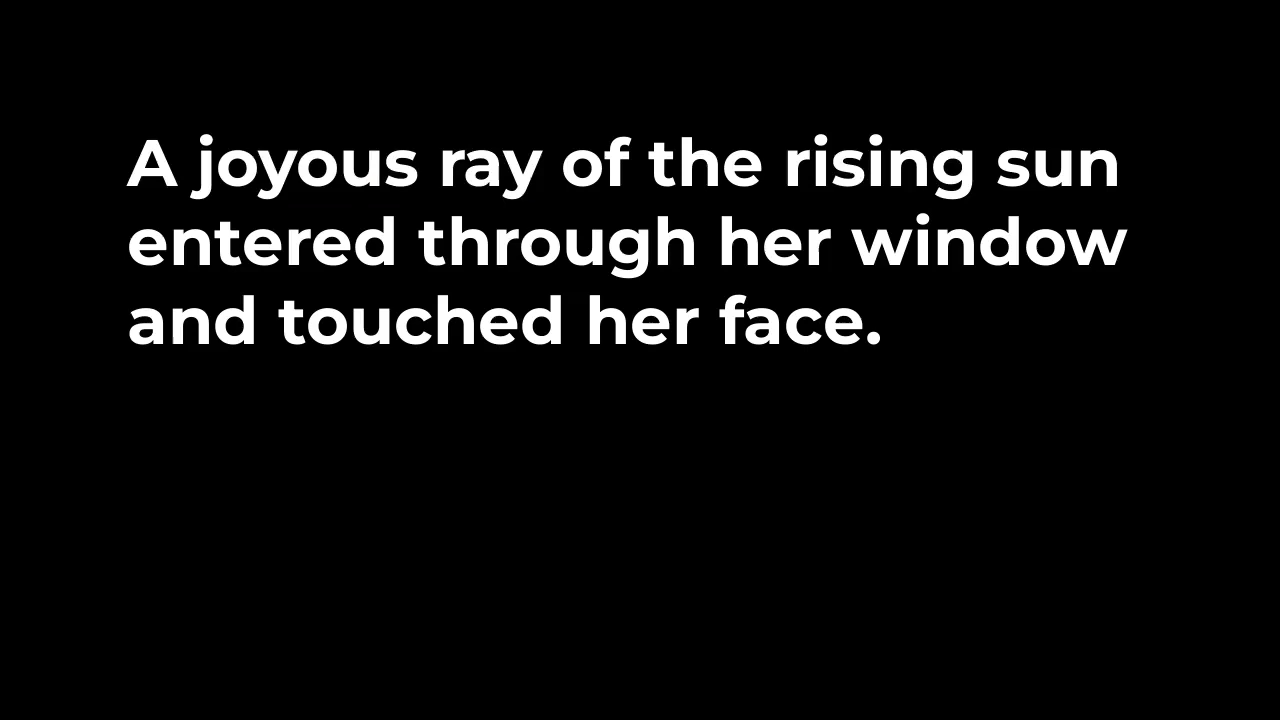 A joyous ray of the rising sun
entered through her window
and touched her face.